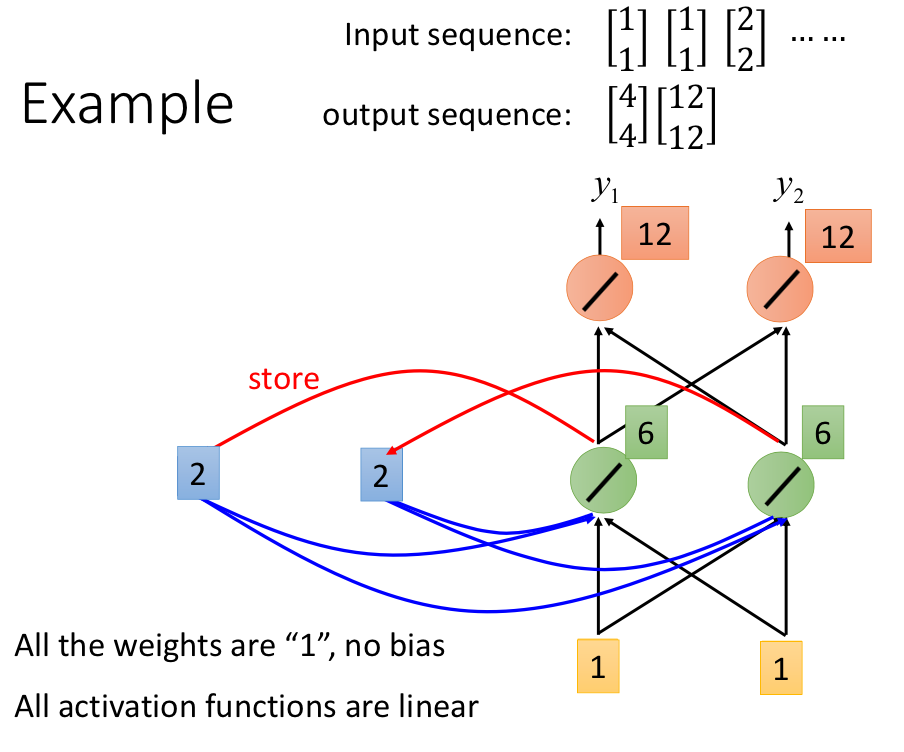 Input sequence: [1 1] [1 1] [2 2] … …
Example
output sequence: [4 4] [12 12]
y₁ y₂
12 12
store
6 6
2 2
All the weights are “1”, no bias
1 1
All activation functions are linear